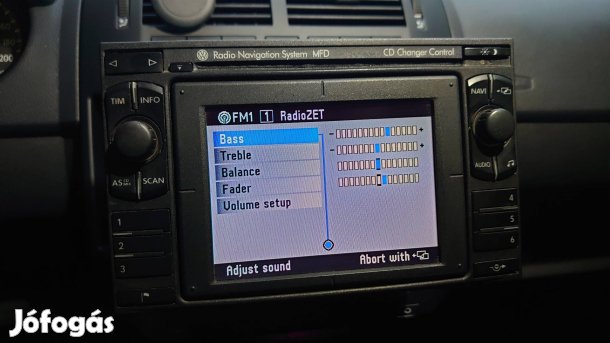 Radio Navigation System MFD
CD Changer Control
200
TIM
INFO
NAVI
FM1 1 RadioZET
Bass
- +
Treble
- +
Balance
Fader
Volume setup
AS
SCAN
AUDIO
1
2
3
4
5
6
Adjust sound
Abort with
Jófogás